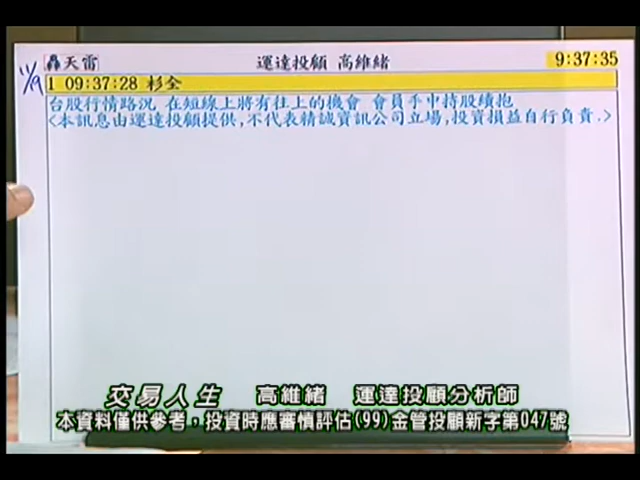 天雷 運達投顧 高維緒 9:37:35
11/9
1 09:37:28 杉全
台股行情路況 在短線上將有往上的機會 會員手中持股續抱
<本訊息由運達投顧提供,不代表精誠資訊公司立場,投資損益自行負責.>
交易人生 高維緒 運達投顧分析師
本資料僅供參考，投資時應審慎評估(99)金管投顧新字第047號